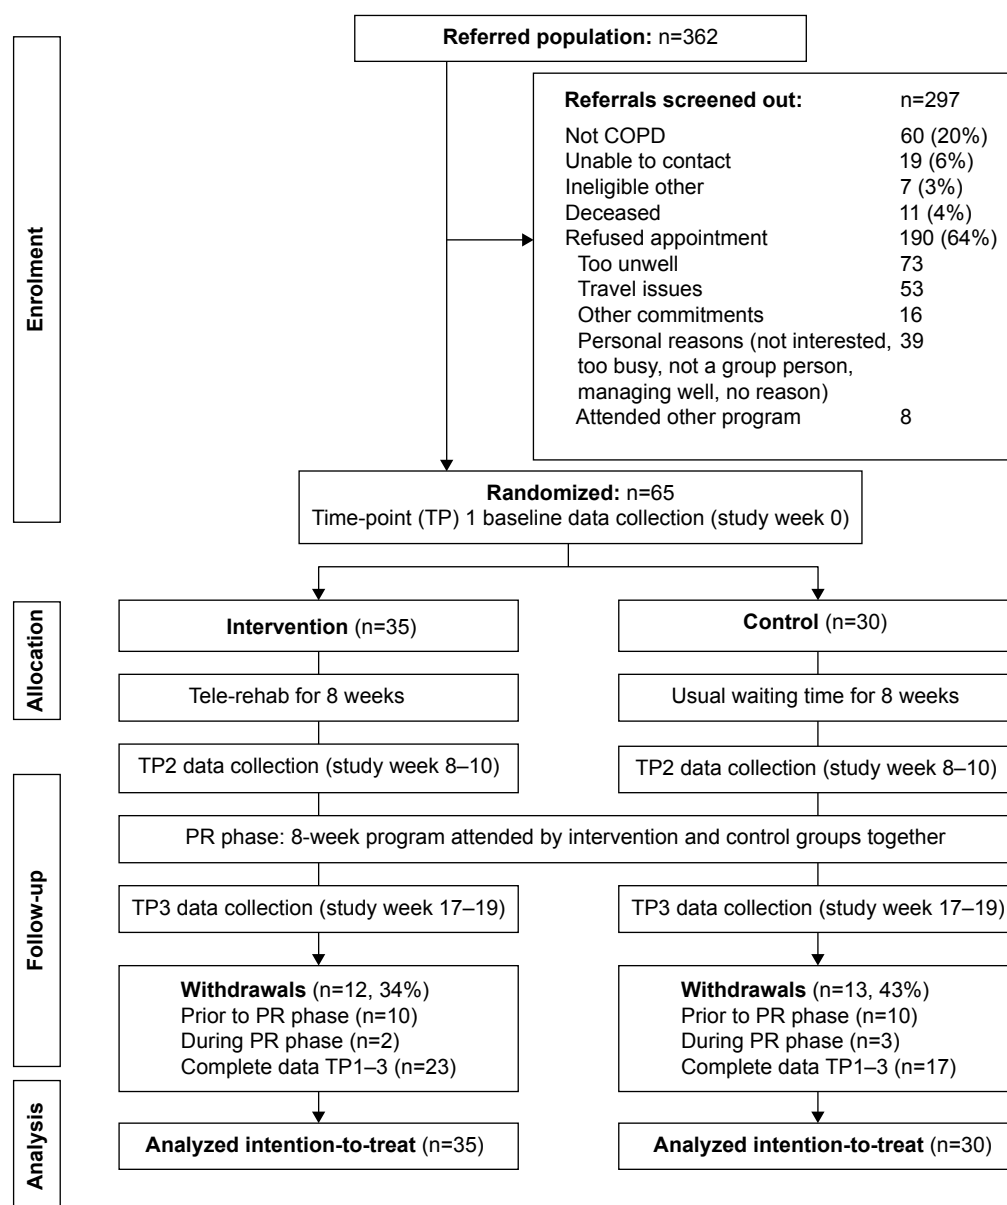 Enrolment
Referred population: n=362
Referrals screened out: n=297
Not COPD 60 (20%)
Unable to contact 19 (6%)
Ineligible other 7 (3%)
Deceased 11 (4%)
Refused appointment 190 (64%)
Too unwell 73
Travel issues 53
Other commitments 16
Personal reasons (not interested, 39
too busy, not a group person,
managing well, no reason)
Attended other program 8
Randomized: n=65
Time-point (TP) 1 baseline data collection (study week 0)
Allocation
Intervention (n=35)
Control (n=30)
Tele-rehab for 8 weeks
Usual waiting time for 8 weeks
Follow-up
TP2 data collection (study week 8–10)
TP2 data collection (study week 8–10)
PR phase: 8-week program attended by intervention and control groups together
TP3 data collection (study week 17–19)
TP3 data collection (study week 17–19)
Withdrawals (n=12, 34%)
Prior to PR phase (n=10)
During PR phase (n=2)
Complete data TP1–3 (n=23)
Withdrawals (n=13, 43%)
Prior to PR phase (n=10)
During PR phase (n=3)
Complete data TP1–3 (n=17)
Analysis
Analyzed intention-to-treat (n=35)
Analyzed intention-to-treat (n=30)